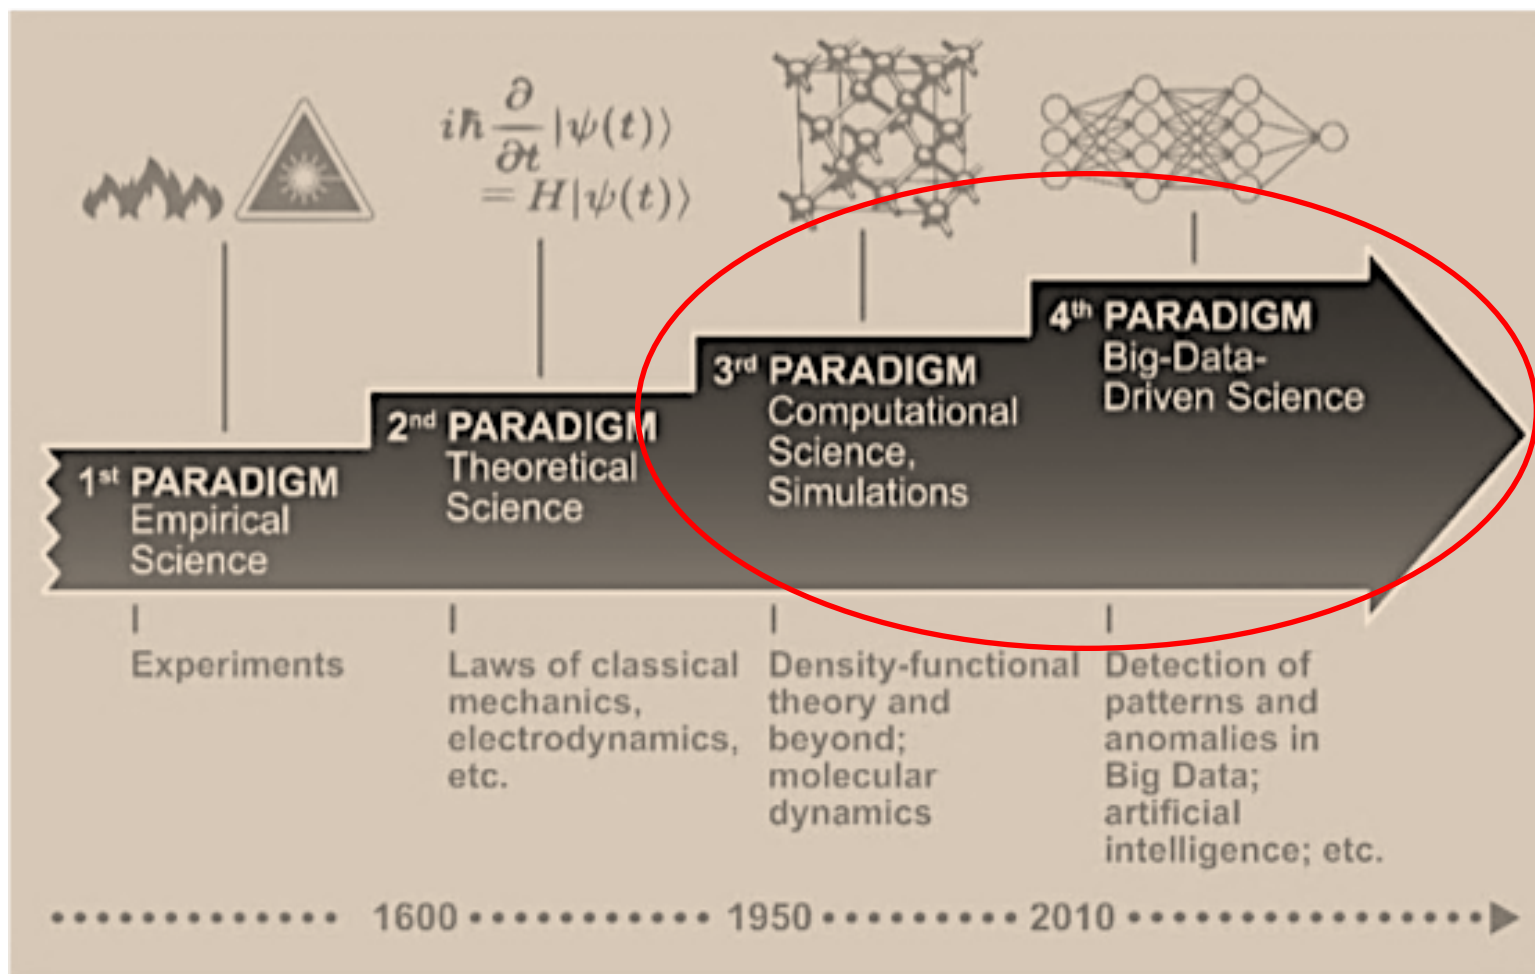 iℏ ∂/∂t |ψ(t)⟩
= H|ψ(t)⟩
1st PARADIGM
Empirical
Science
2nd PARADIGM
Theoretical
Science
3rd PARADIGM
Computational
Science,
Simulations
4th PARADIGM
Big-Data-
Driven Science
Experiments
Laws of classical
mechanics,
electrodynamics,
etc.
Density-functional
theory and
beyond;
molecular
dynamics
Detection of
patterns and
anomalies in
Big Data;
artificial
intelligence; etc.
1600 1950 2010